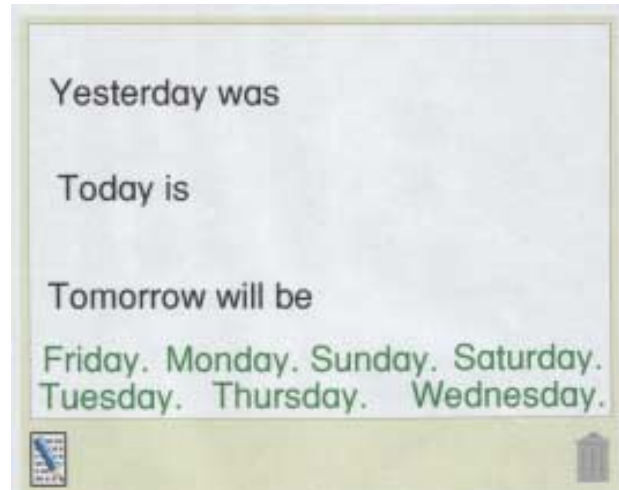 Yesterday was
Today is
Tomorrow will be
Friday. Monday. Sunday. Saturday.
Tuesday. Thursday. Wednesday.